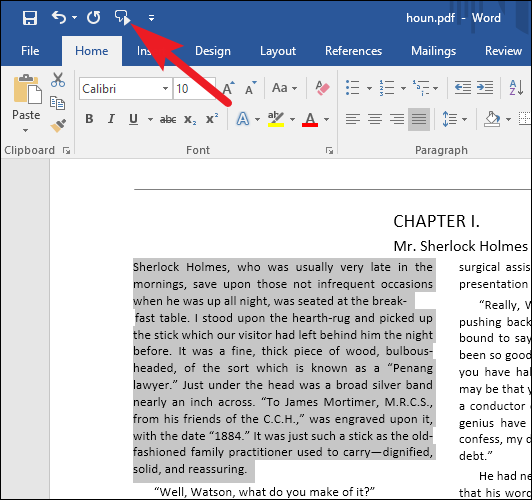 houn.pdf - Word
File Home Ins Design Layout References Mailings Review
Paste
Clipboard
Calibri 10 A A Aa A
B I U abc x₂ x² A ab A
Font
A Z
Paragraph
CHAPTER I.
Mr. Sherlock Holmes
Sherlock Holmes, who was usually very late in the
mornings, save upon those not infrequent occasions
when he was up all night, was seated at the break-
fast table. I stood upon the hearth-rug and picked up
the stick which our visitor had left behind him the night
before. It was a fine, thick piece of wood, bulbous-
headed, of the sort which is known as a “Penang
lawyer.” Just under the head was a broad silver band
nearly an inch across. “To James Mortimer, M.R.C.S.,
from his friends of the C.C.H.,” was engraved upon it,
with the date “1884.” It was just such a stick as the old-
fashioned family practitioner used to carry—dignified,
solid, and reassuring.
“Well, Watson, what do you make of it?”
surgical assis
presentation
“Really, W
pushing back
bound to say
been so good
you have hal
may be that y
a conductor o
genius have
confess, my d
debt.”
He had ne
that his word